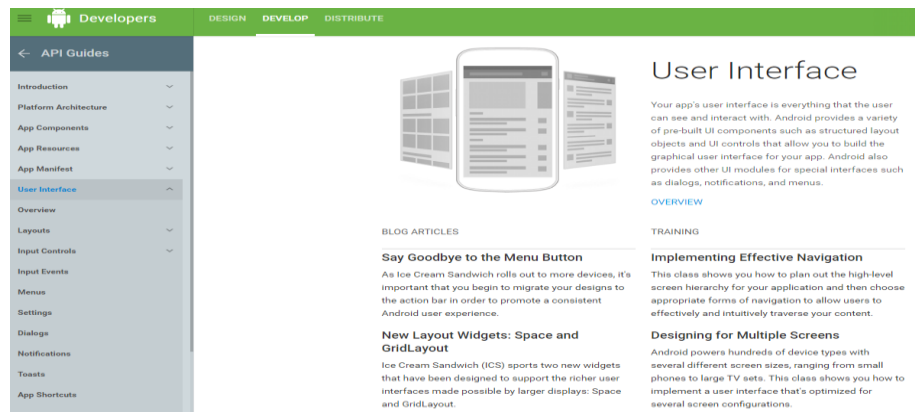 Developers
DESIGN DEVELOP DISTRIBUTE
API Guides
Introduction
Platform Architecture
App Components
App Resources
App Manifest
User Interface
Overview
Layouts
Input Controls
Input Events
Menus
Settings
Dialogs
Notifications
Toasts
App Shortcuts
User Interface
Your app's user interface is everything that the user
can see and interact with. Android provides a variety
of pre-built UI components such as structured layout
objects and UI controls that allow you to build the
graphical user interface for your app. Android also
provides other UI modules for special interfaces such
as dialogs, notifications, and menus.
OVERVIEW
BLOG ARTICLES
Say Goodbye to the Menu Button
As Ice Cream Sandwich rolls out to more devices, it's
important that you begin to migrate your designs to
the action bar in order to promote a consistent
Android user experience.
New Layout Widgets: Space and
GridLayout
Ice Cream Sandwich (ICS) sports two new widgets
that have been designed to support the richer user
interfaces made possible by larger displays: Space
and GridLayout.
TRAINING
Implementing Effective Navigation
This class shows you how to plan out the high-level
screen hierarchy for your application and then choose
appropriate forms of navigation to allow users to
effectively and intuitively traverse your content.
Designing for Multiple Screens
Android powers hundreds of device types with
several different screen sizes, ranging from small
phones to large TV sets. This class shows you how to
implement a user interface that's optimized for
several screen configurations.